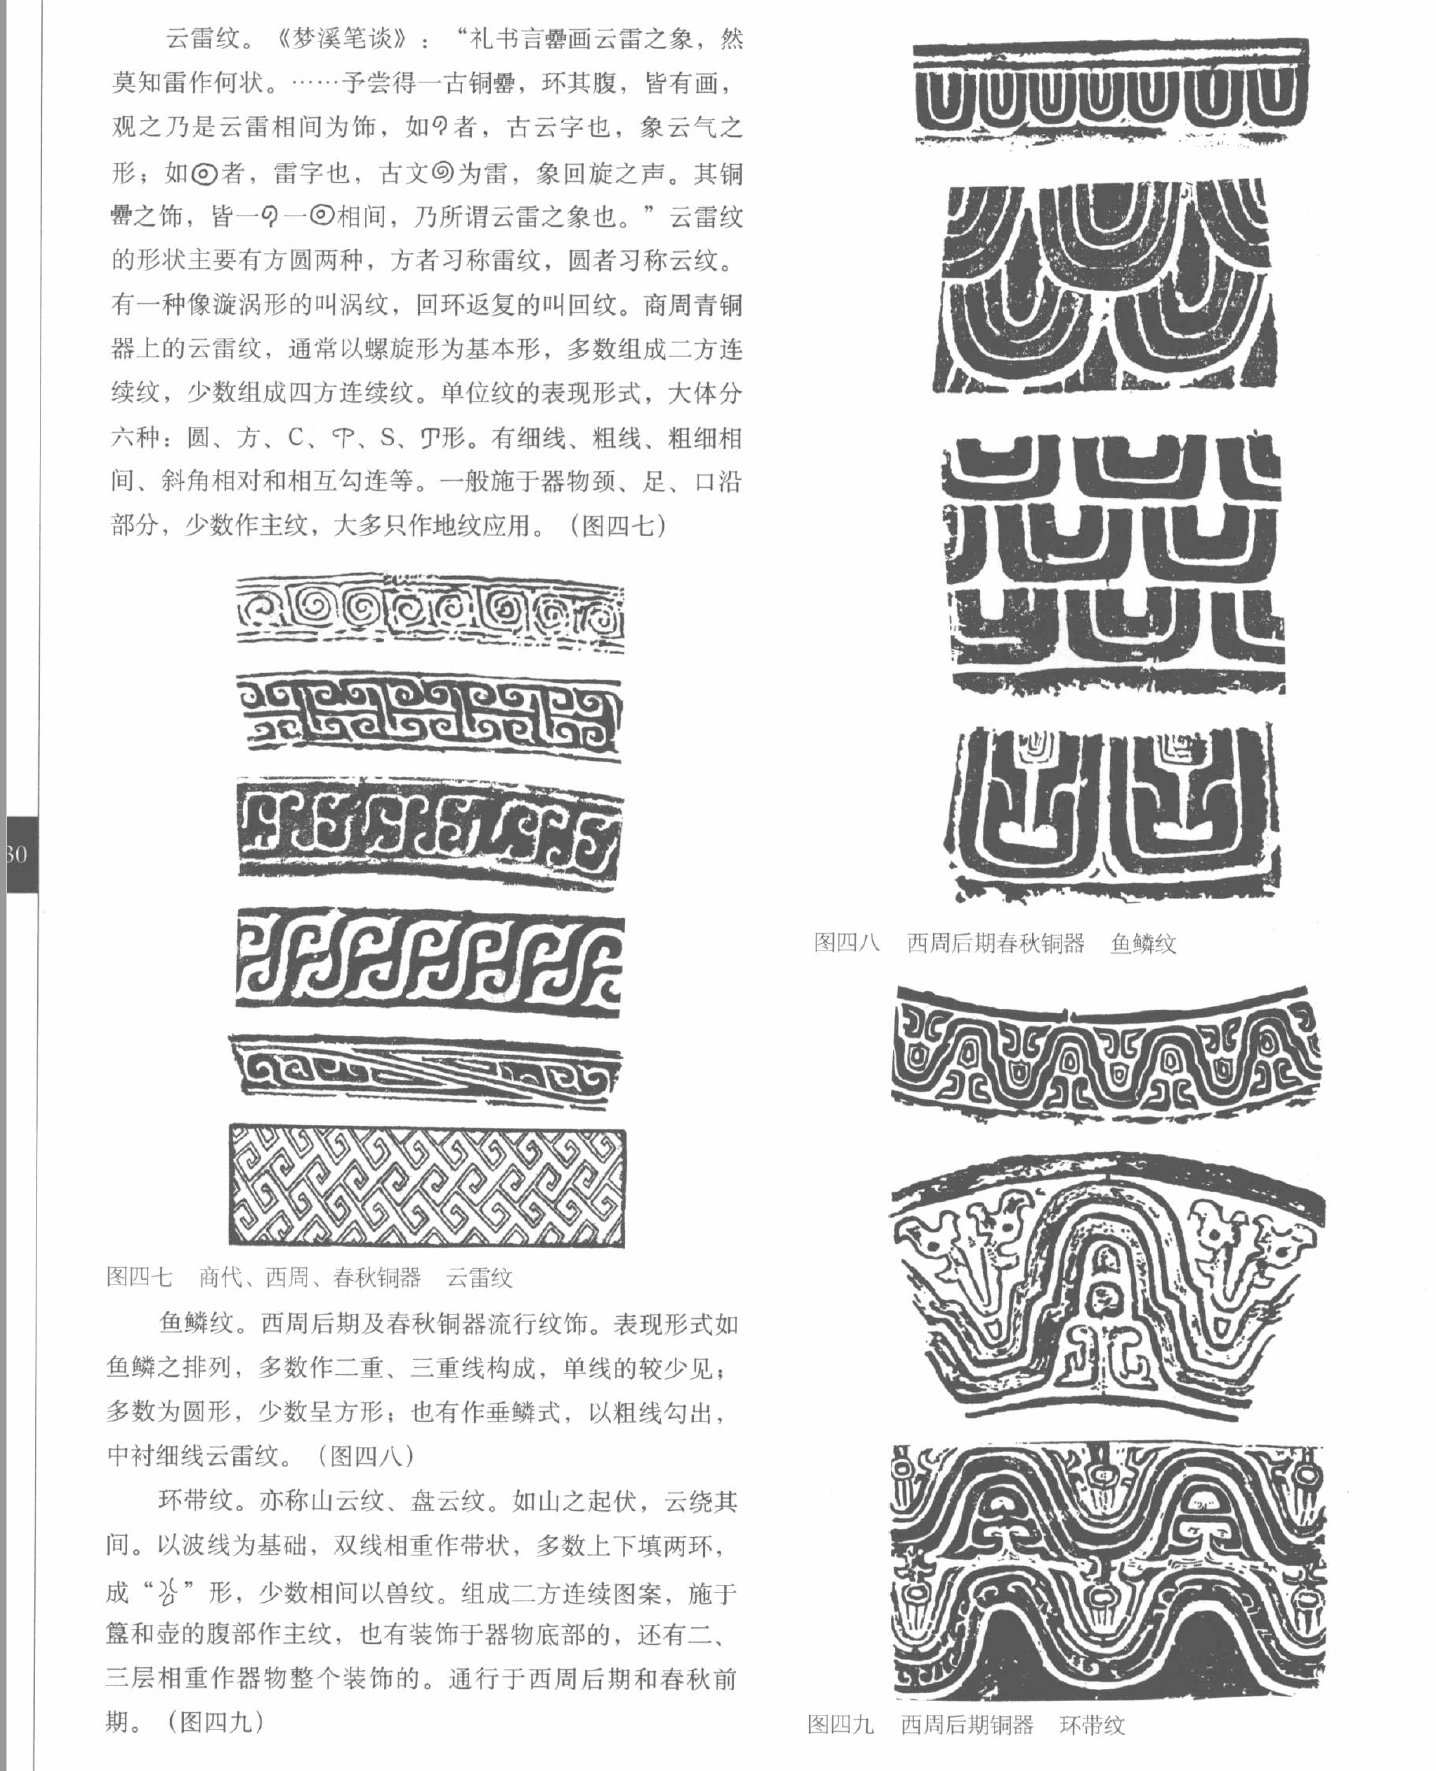 云雷纹。《梦溪笔谈》：“礼书言罍画云雷之象，然
莫知雷作何状。……予尝得一古铜罍，环其腹，皆有画，
观之乃是云雷相间为饰，如者，古云字也，象云气之
形；如者，雷字也，古文为雷，象回旋之声。其铜
罍之饰，皆一一相间，乃所谓云雷之象也。”云雷纹
的形状主要有方圆两种，方者习称雷纹，圆者习称云纹。
有一种像漩涡形的叫涡纹，回环返复的叫回纹。商周青铜
器上的云雷纹，通常以螺旋形为基本形，多数组成二方连
续纹，少数组成四方连续纹。单位纹的表现形式，大体分
六种：圆、方、C、、S、形。有细线、粗线、粗细相
间、斜角相对和相互勾连等。一般施于器物颈、足、口沿
部分，少数作主纹，大多只作地纹应用。（图四七）
30
图四七 商代、西周、春秋铜器 云雷纹
鱼鳞纹。西周后期及春秋铜器流行纹饰。表现形式如
鱼鳞之排列，多数作二重、三重线构成，单线的较少见；
多数为圆形，少数呈方形；也有作垂鳞式，以粗线勾出，
中衬细线云雷纹。（图四八）
环带纹。亦称山云纹、盘云纹。如山之起伏，云绕其
间。以波线为基础，双线相重作带状，多数上下填两环，
成“”形，少数相间以兽纹。组成二方连续图案，施于
簋和壶的腹部作主纹，也有装饰于器物底部的，还有二、
三层相重作器物整个装饰的。通行于西周后期和春秋前
期。（图四九）
图四八 西周后期春秋铜器 鱼鳞纹
图四九 西周后期铜器 环带纹